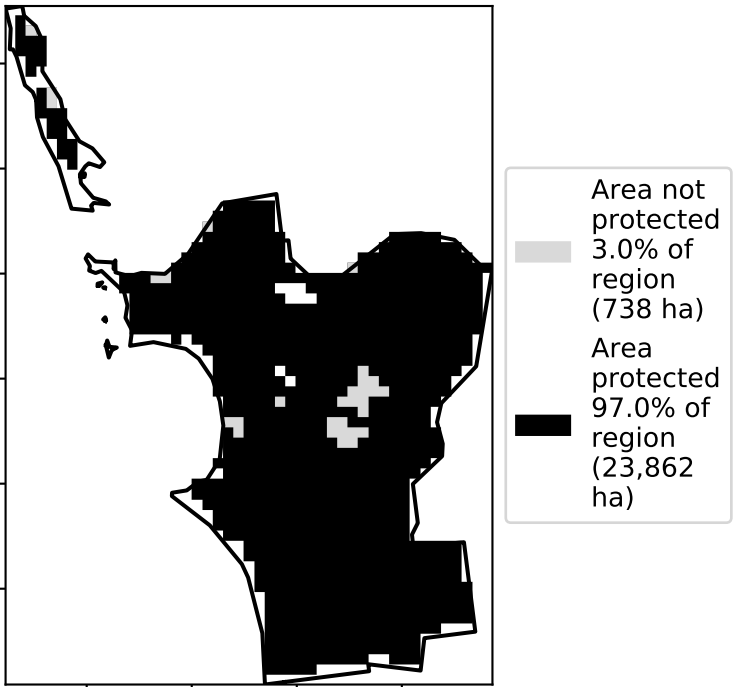 Area not
protected
3.0% of
region
(738 ha)
Area
protected
97.0% of
region
(23,862
ha)